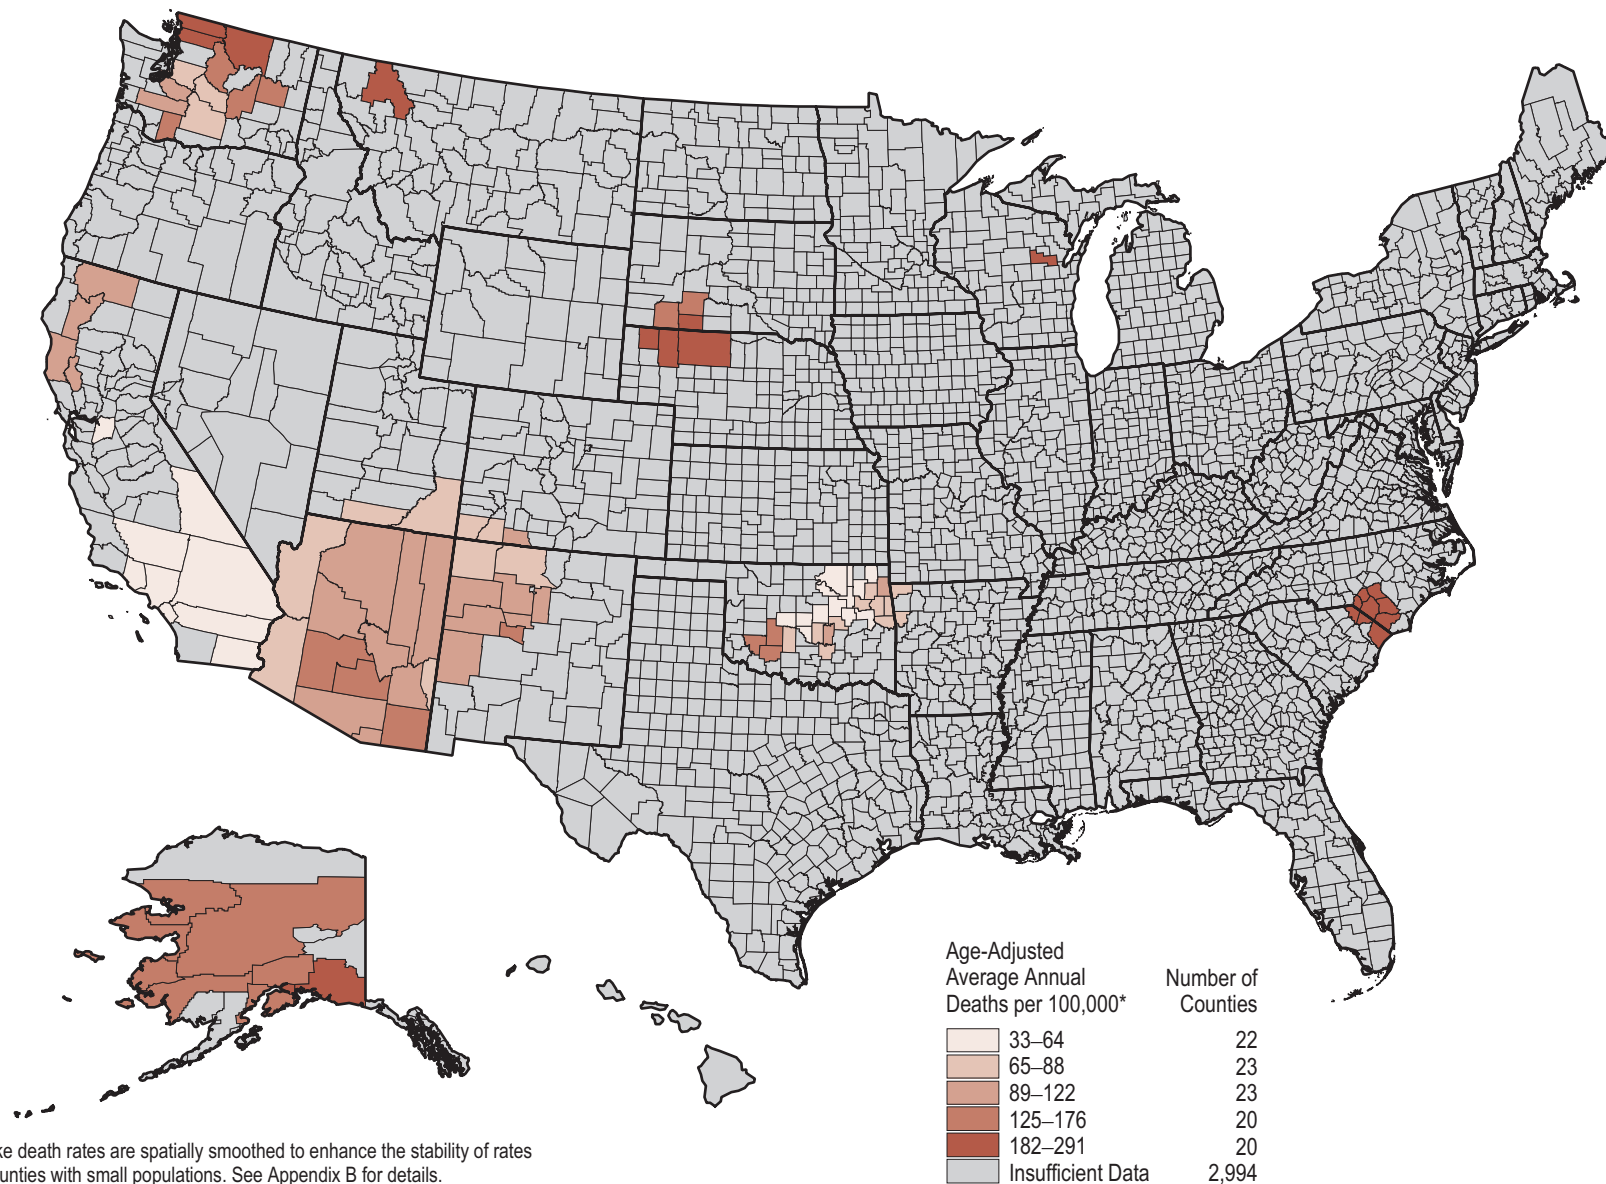 Age-Adjusted
Average Annual
Deaths per 100,000*
Number of
Counties
33–64 22
65–88 23
89–122 23
125–176 20
182–291 20
Insufficient Data 2,994
ke death rates are spatially smoothed to enhance the stability of rates
unties with small populations. See Appendix B for details.